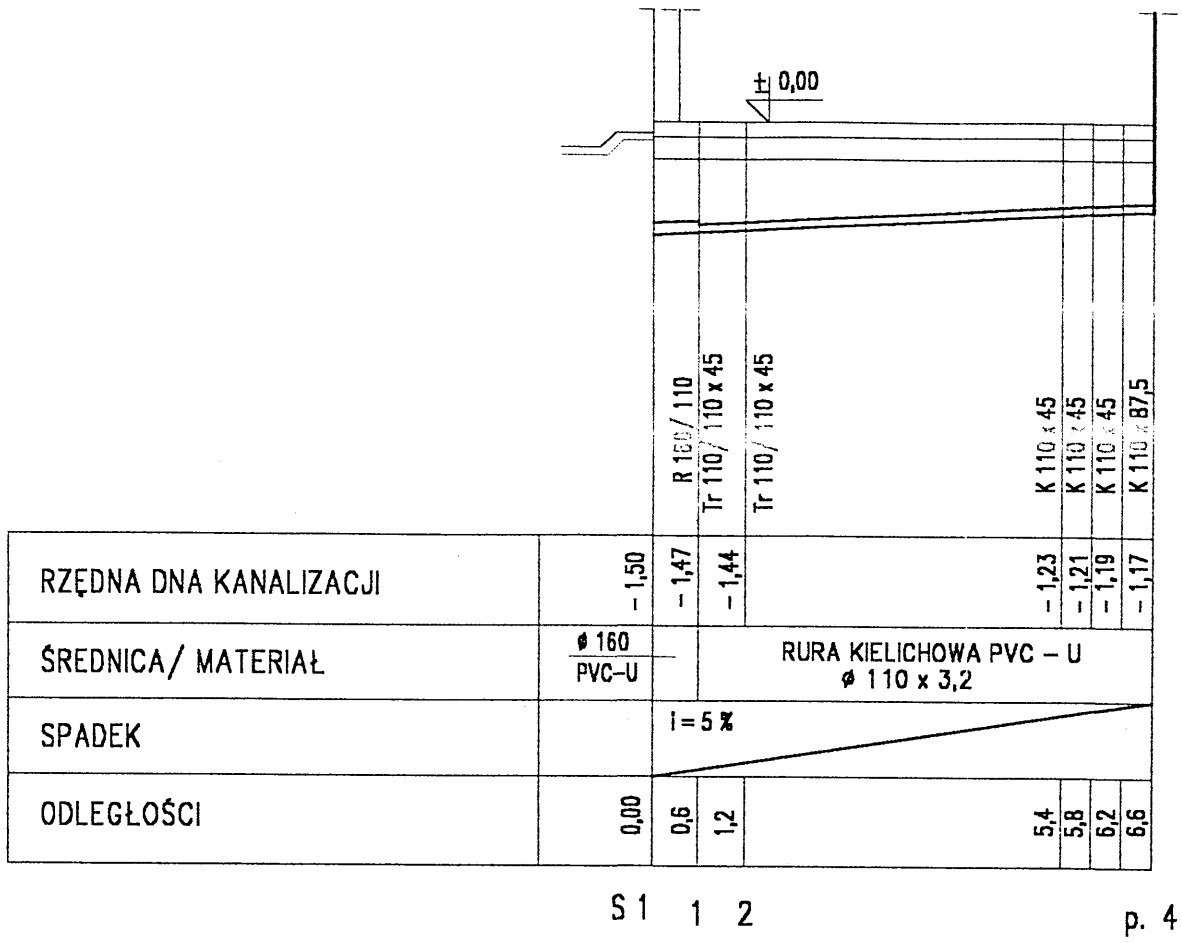 ± 0,00
R 160/ 110
Tr 110/ 110 x 45
Tr 110/ 110 x 45
K 110 x 45
K 110 x 45
K 110 x 45
K 110 x 87,5
RZĘDNA DNA KANALIZACJI
- 1,50
- 1,47
- 1,44
- 1,23
- 1,21
- 1,19
- 1,17
ŚREDNICA/ MATERIAŁ
ø 160
PVC-U
RURA KIELICHOWA PVC – U
ø 110 x 3,2
SPADEK
i = 5 %
ODLEGŁOŚCI
0,00
0,6
1,2
5,4
5,8
6,2
6,6
S 1
1
2
p. 4